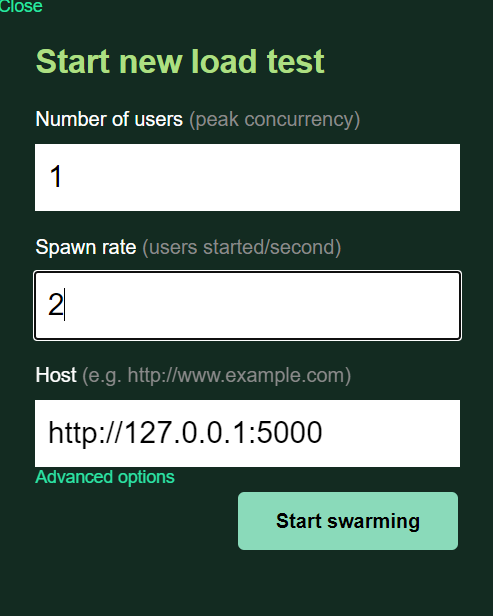 Close
Start new load test
Number of users (peak concurrency)
1
Spawn rate (users started/second)
2
Host (e.g. http://www.example.com)
http://127.0.0.1:5000
Advanced options
Start swarming